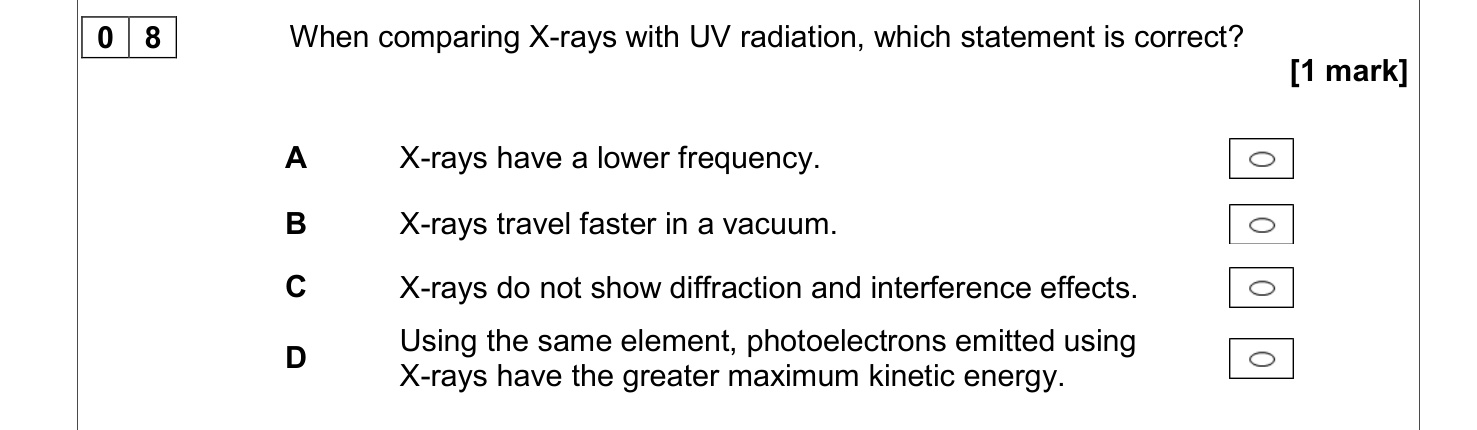 0 8 When comparing X-rays with UV radiation, which statement is correct?
[1 mark]
A X-rays have a lower frequency.
B X-rays travel faster in a vacuum.
C X-rays do not show diffraction and interference effects.
D Using the same element, photoelectrons emitted using
X-rays have the greater maximum kinetic energy.